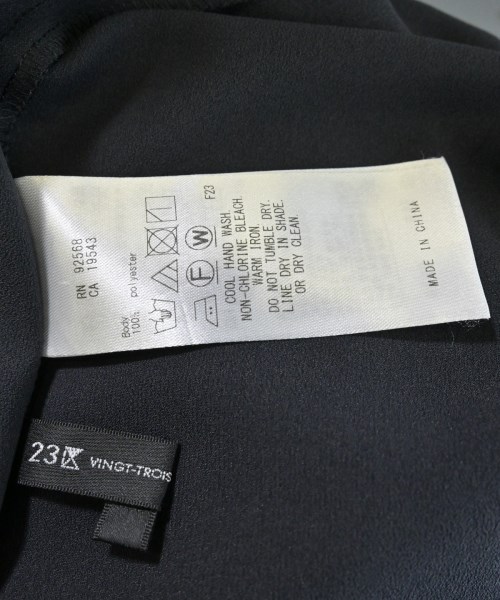 RN 92568
CA 19543
Body
100% polyester
F23
F W
COOL HAND WASH.
NON-CHLORINE BLEACH.
WARM IRON.
DO NOT TUMBLE DRY.
LINE DRY IN SHADE.
OR DRY CLEAN.
MADE IN CHINA
23区 VINGT-TROIS